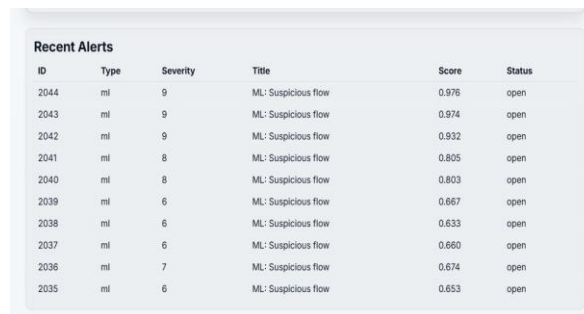 Recent Alerts
ID Type Severity Title Score Status
2044 ml 9 ML: Suspicious flow 0.976 open
2043 ml 9 ML: Suspicious flow 0.974 open
2042 ml 9 ML: Suspicious flow 0.932 open
2041 ml 8 ML: Suspicious flow 0.805 open
2040 ml 8 ML: Suspicious flow 0.803 open
2039 ml 6 ML: Suspicious flow 0.667 open
2038 ml 6 ML: Suspicious flow 0.633 open
2037 ml 6 ML: Suspicious flow 0.660 open
2036 ml 7 ML: Suspicious flow 0.674 open
2035 ml 6 ML: Suspicious flow 0.653 open